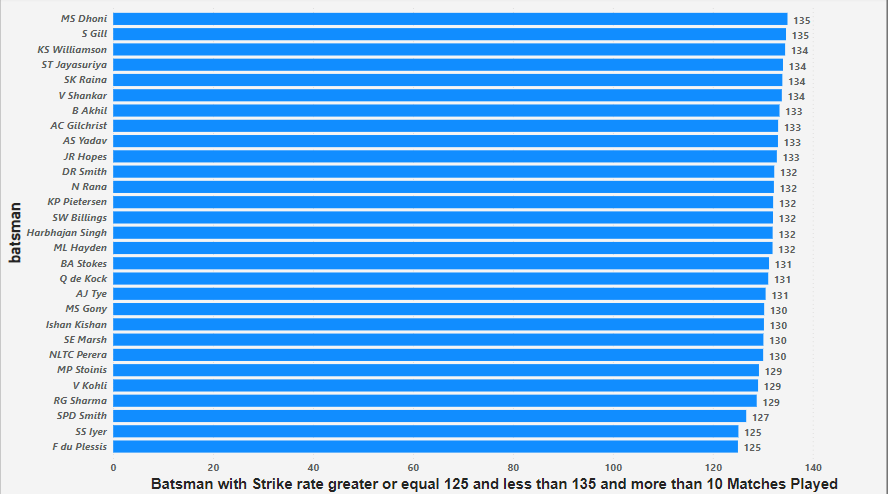 MS Dhoni 135
S Gill 135
KS Williamson 134
ST Jayasuriya 134
SK Raina 134
V Shankar 134
B Akhil 133
AC Gilchrist 133
AS Yadav 133
JR Hopes 133
DR Smith 132
N Rana 132
KP Pietersen 132
SW Billings 132
Harbhajan Singh 132
ML Hayden 132
BA Stokes 131
Q de Kock 131
AJ Tye 131
MS Gony 130
Ishan Kishan 130
SE Marsh 130
NLTC Perera 130
MP Stoinis 129
V Kohli 129
RG Sharma 129
SPD Smith 127
SS Iyer 125
F du Plessis 125
batsman
0 20 40 60 80 100 120 140
Batsman with Strike rate greater or equal 125 and less than 135 and more than 10 Matches Played